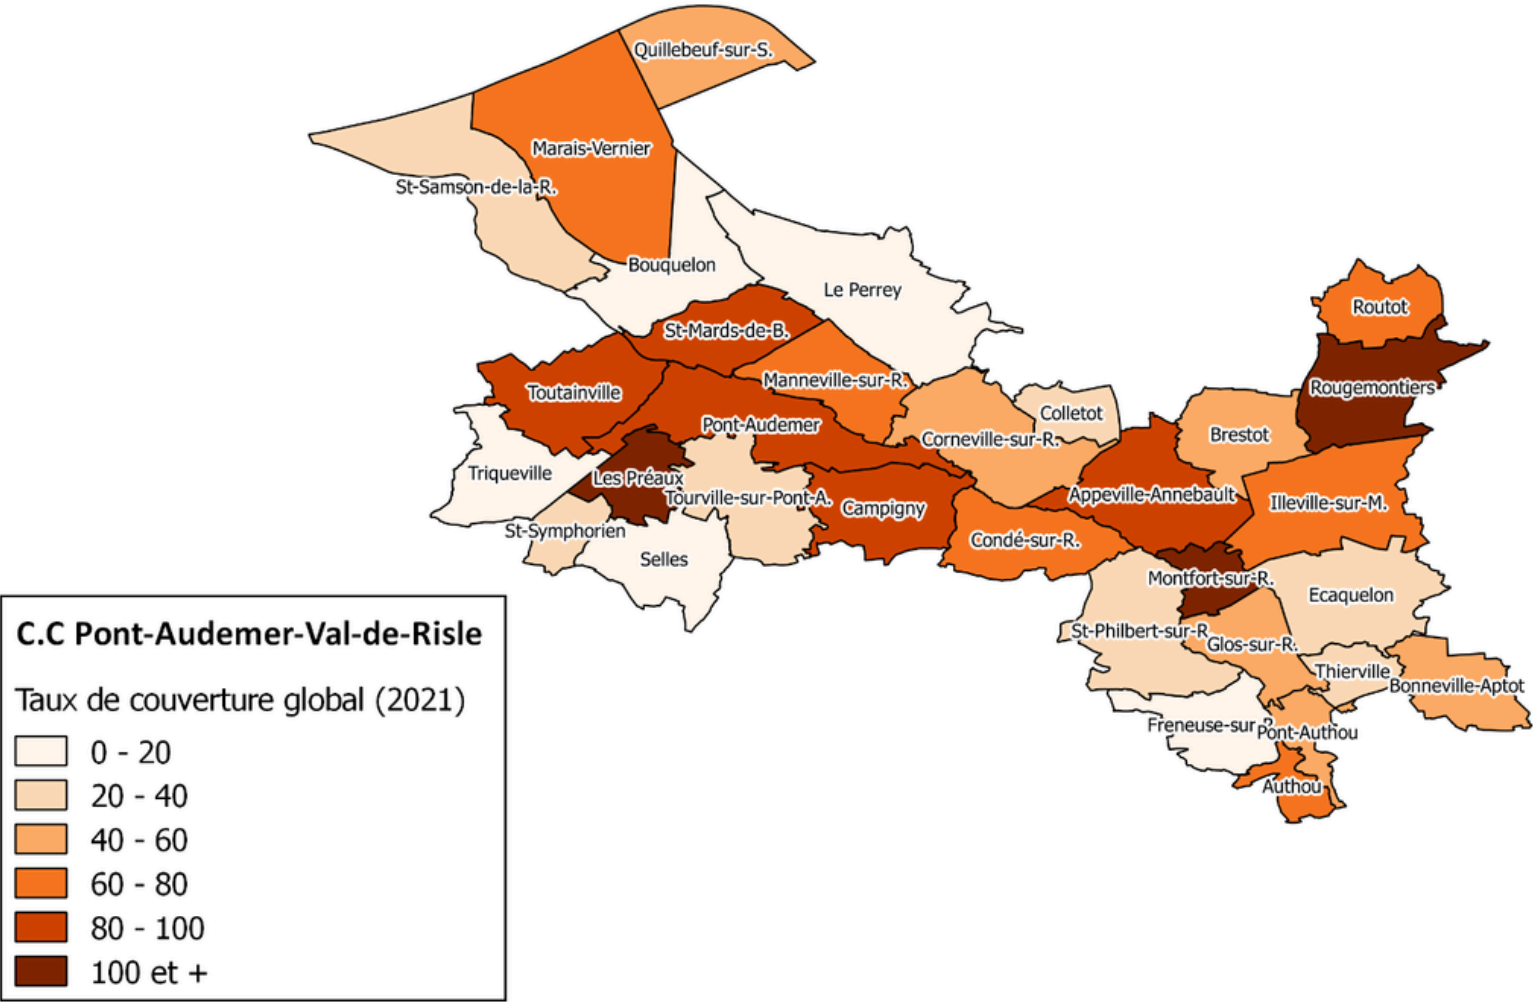 Quillebeuf-sur-S.
Marais-Vernier
St-Samson-de-la-R.
Bouquelon
Le Perrey
Routot
St-Mards-de-B.
Manneville-sur-R.
Rougemontiers
Toutainville
Colletot
Pont-Audemer
Corneville-sur-R.
Brestot
Triqueville
Les Préaux
Tourville-sur-Pont-A.
Appeville-Annebault
Illeville-sur-M.
Campigny
St-Symphorien
Condé-sur-R.
Selles
Montfort-sur-R.
Ecaquelon
St-Philbert-sur-R
Glos-sur-R.
Thierville
Bonneville-Aptot
Freneuse-sur-R
Pont-Authou
Authou
C.C Pont-Audemer-Val-de-Risle
Taux de couverture global (2021)
0 - 20
20 - 40
40 - 60
60 - 80
80 - 100
100 et +